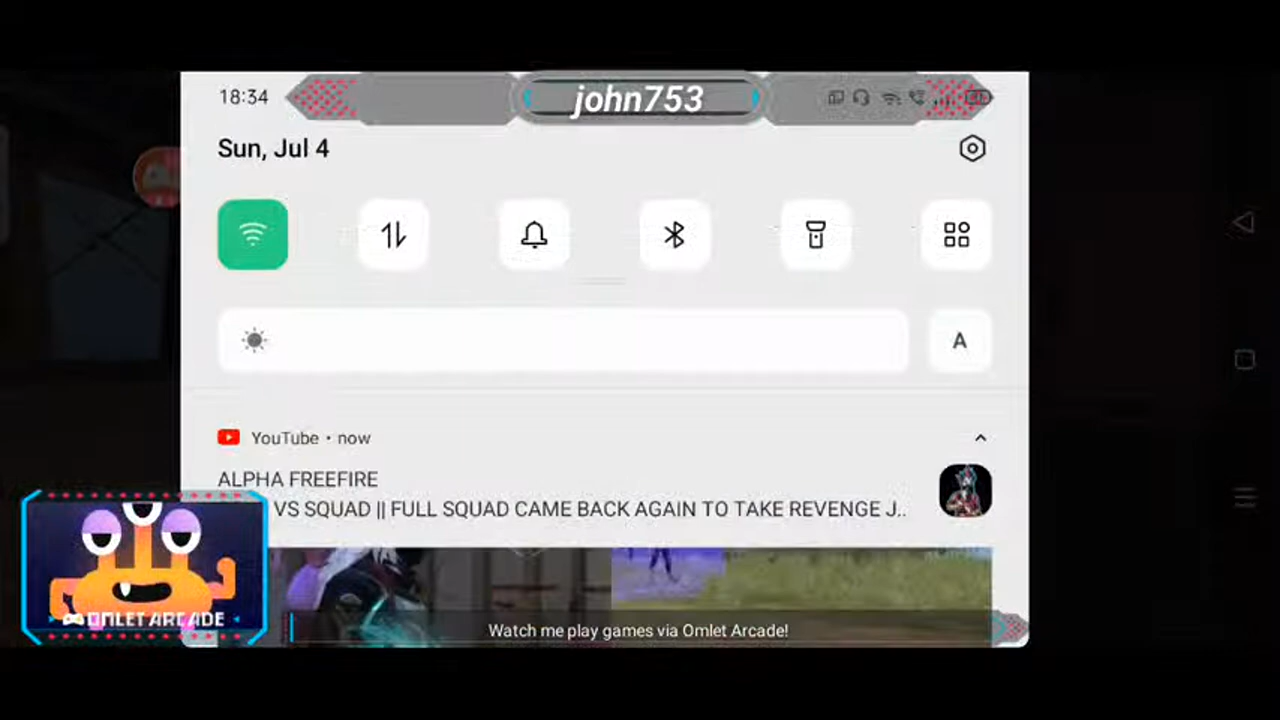 18:34
john753
Sun, Jul 4
A
YouTube • now
ALPHA FREEFIRE
VS SQUAD || FULL SQUAD CAME BACK AGAIN TO TAKE REVENGE J..
OMLET ARCADE
Watch me play games via Omlet Arcade!